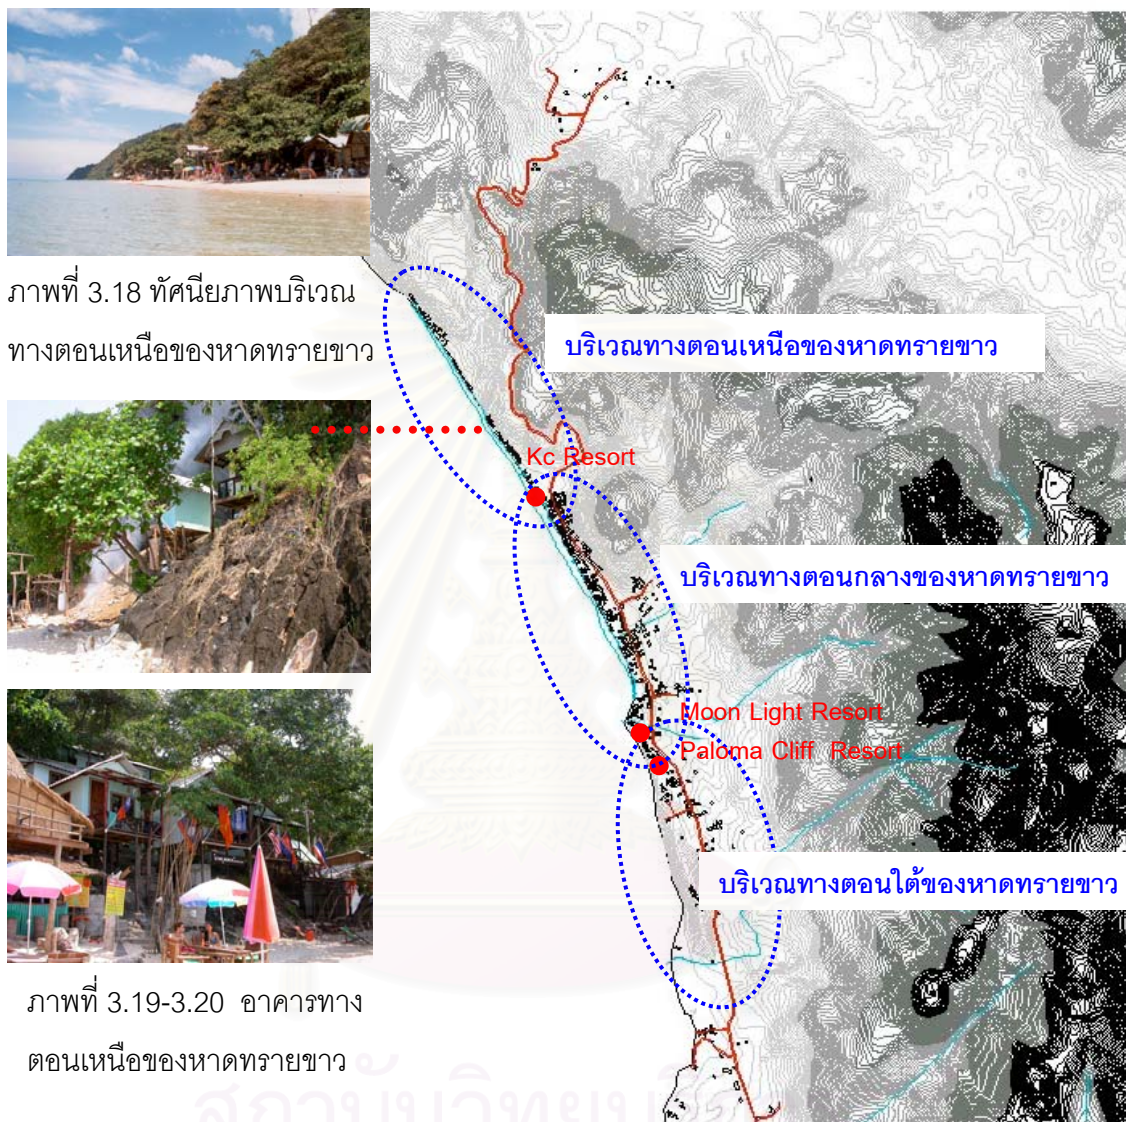 ภาพที่ 3.18 ทัศนียภาพบริเวณ
ทางตอนเหนือของหาดทรายขาว
บริเวณทางตอนเหนือของหาดทรายขาว
Kc Resort
บริเวณทางตอนกลางของหาดทรายขาว
Moon Light Resort
Paloma Cliff Resort
บริเวณทางตอนใต้ของหาดทรายขาว
ภาพที่ 3.19-3.20 อาคารทาง
ตอนเหนือของหาดทรายขาว